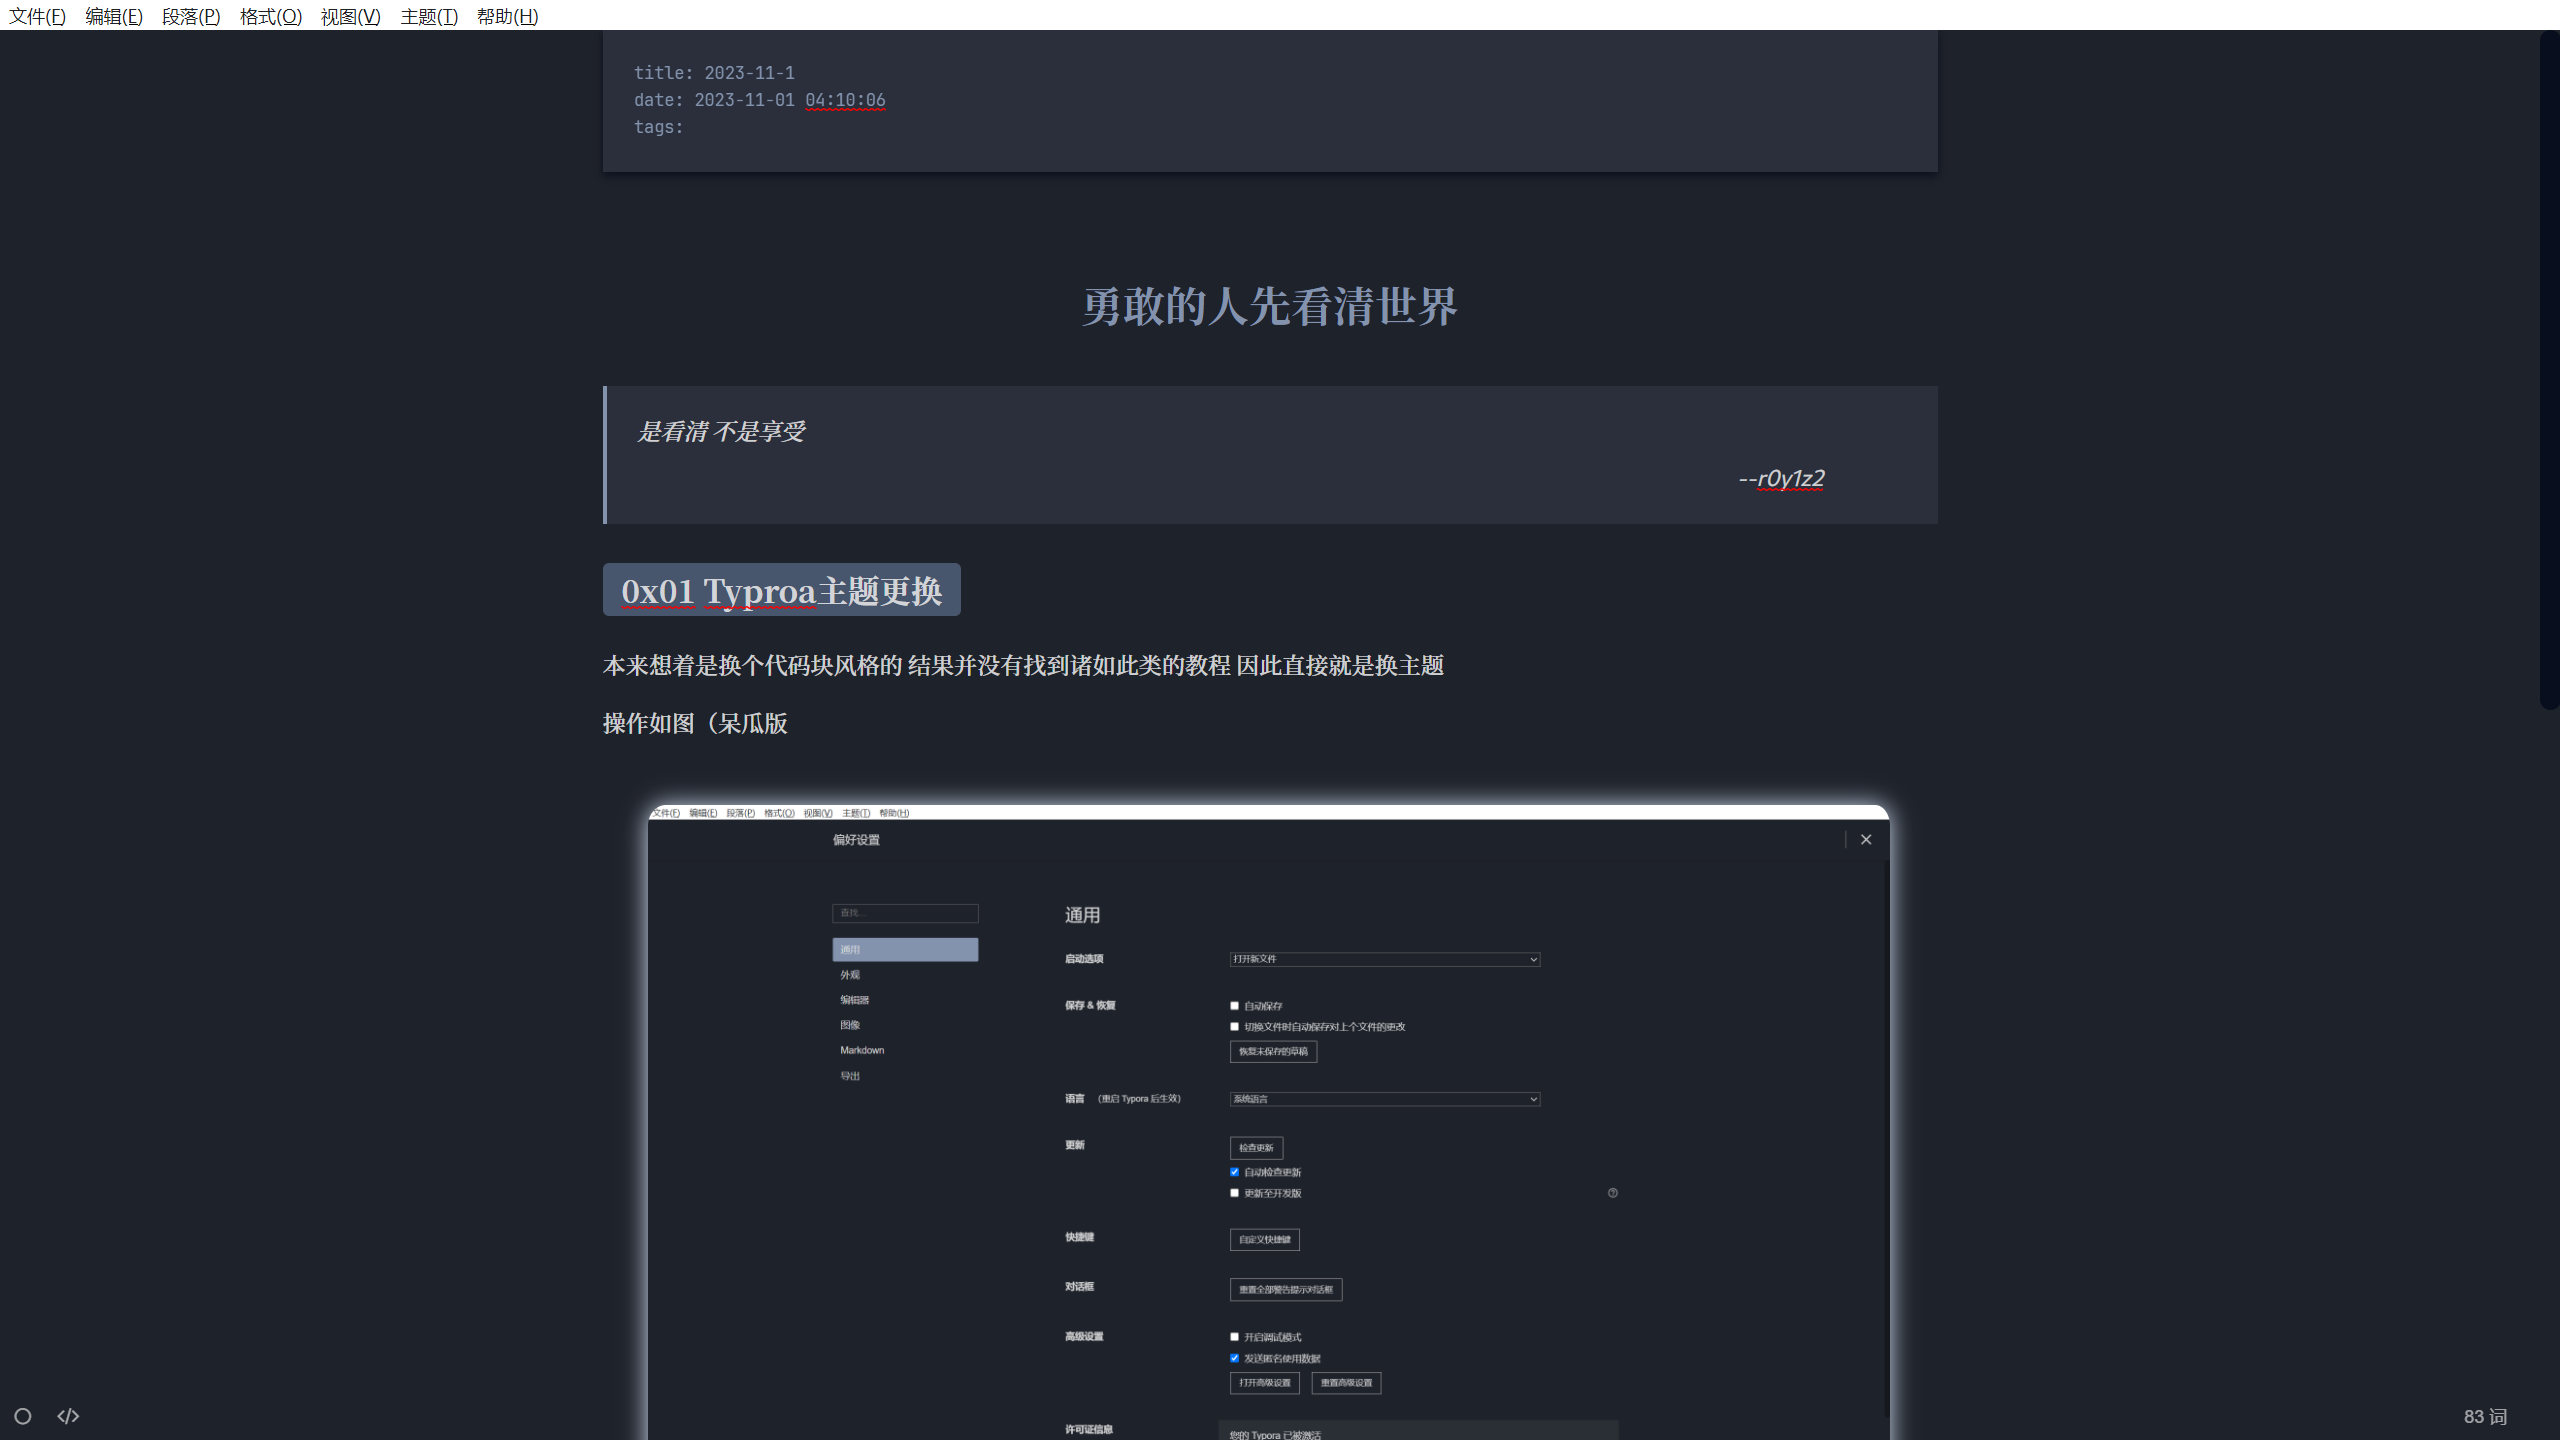 文件(F) 编辑(E) 段落(P) 格式(O) 视图(V) 主题(T) 帮助(H)
title: 2023-11-1
date: 2023-11-01 04:10:06
tags:
勇敢的人先看清世界
是看清 不是享受
--r0y1z2
0x01 Typroa主题更换
本来想着是换个代码块风格的 结果并没有找到诸如此类的教程 因此直接就是换主题
操作如图（呆瓜版
文件(F) 编辑(E) 段落(P) 格式(O) 视图(V) 主题(T) 帮助(H)
偏好设置
查找...
通用
外观
编辑器
图像
Markdown
导出
通用
启动选项 打开新文件
保存 & 恢复 自动保存
切换文件时自动保存对上个文件的更改
恢复未保存的草稿
语言 (重启 Typora 后生效) 系统语言
更新 检查更新
自动检查更新
更新至开发版
快捷键 自定义快捷键
对话框 重置全部警告提示对话框
高级设置 开启调试模式
发送匿名使用数据
打开高级设置 重置高级设置
许可证信息 您的 Typora 已被激活
83 词